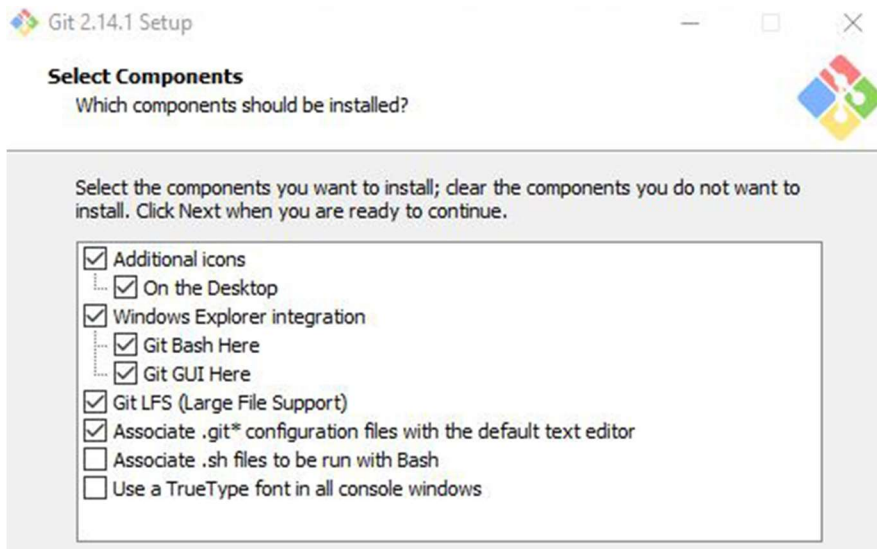 Git 2.14.1 Setup
Select Components
Which components should be installed?
Select the components you want to install; clear the components you do not want to
install. Click Next when you are ready to continue.
Additional icons
On the Desktop
Windows Explorer integration
Git Bash Here
Git GUI Here
Git LFS (Large File Support)
Associate .git* configuration files with the default text editor
Associate .sh files to be run with Bash
Use a TrueType font in all console windows